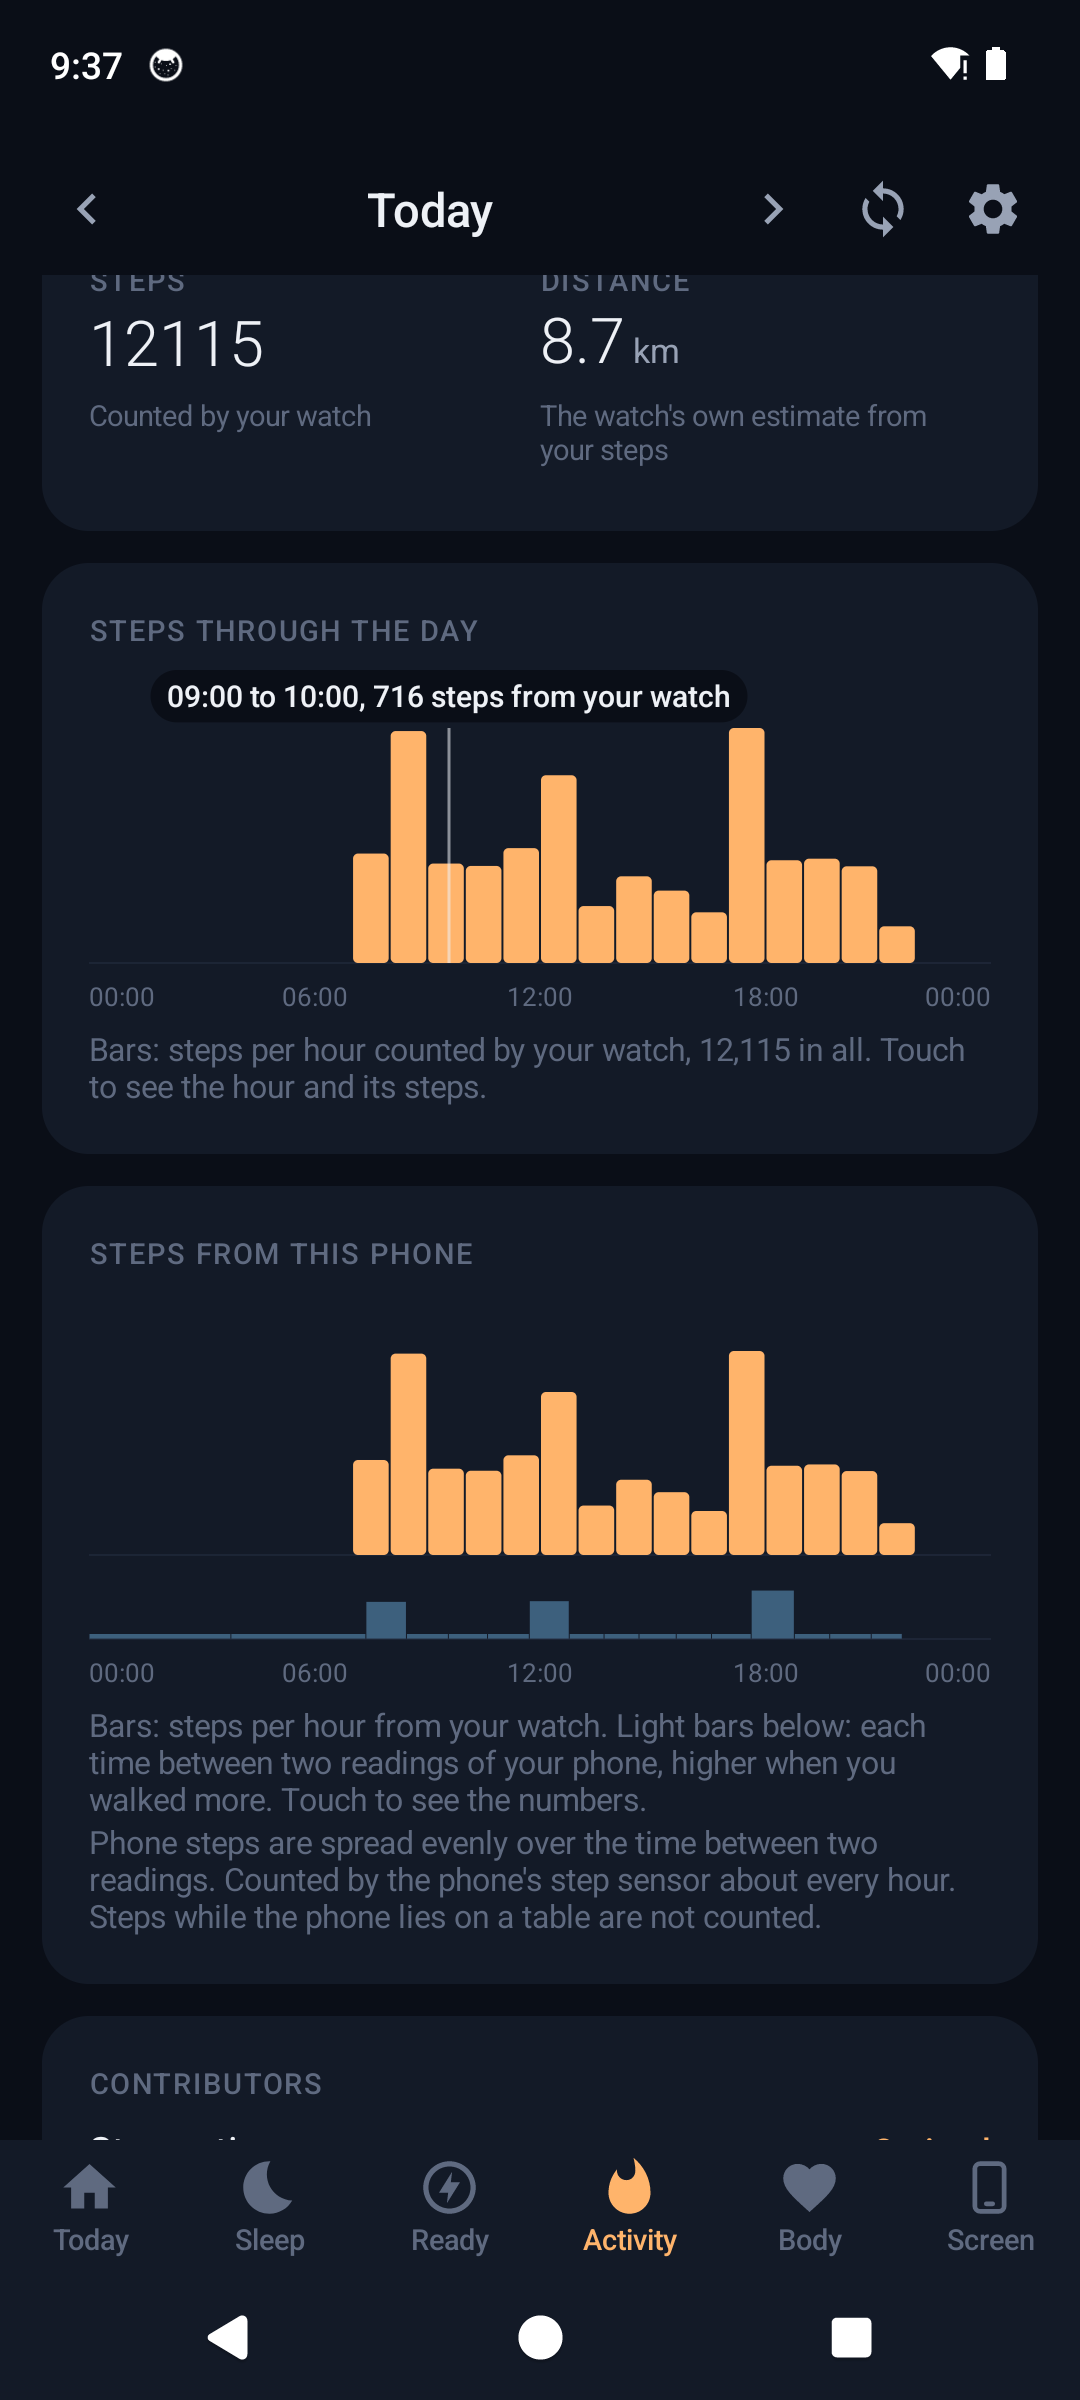 9:37
Today
STEPS
DISTANCE
12115
8.7 km
Counted by your watch
The watch's own estimate from
your steps
STEPS THROUGH THE DAY
09:00 to 10:00, 716 steps from your watch
00:00 06:00 12:00 18:00 00:00
Bars: steps per hour counted by your watch, 12,115 in all. Touch
to see the hour and its steps.
STEPS FROM THIS PHONE
00:00 06:00 12:00 18:00 00:00
Bars: steps per hour from your watch. Light bars below: each
time between two readings of your phone, higher when you
walked more. Touch to see the numbers.
Phone steps are spread evenly over the time between two
readings. Counted by the phone's step sensor about every hour.
Steps while the phone lies on a table are not counted.
CONTRIBUTORS
Today Sleep Ready Activity Body Screen